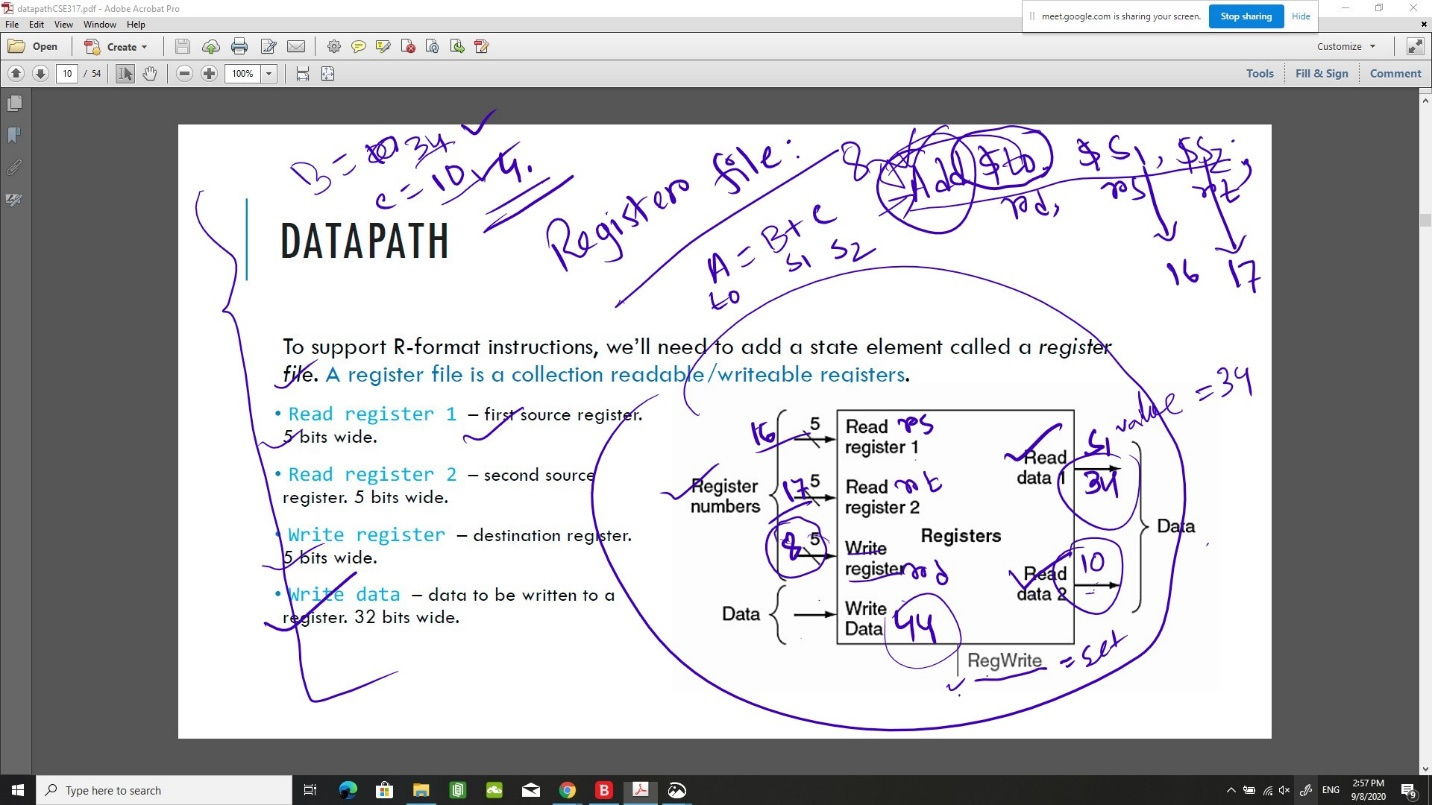 datapathCSE317.pdf - Adobe Acrobat Pro
meet.google.com is sharing your screen. Stop sharing Hide
File Edit View Window Help
Open Create Customize
10 / 54 100% Tools Fill & Sign Comment
B = 34
C = 10
Registers file:
8 Add $t0, $S1, $S2;
rd, rs rt
16 17
A = B + C
t0 S1 S2
DATAPATH
To support R-format instructions, we'll need to add a state element called a register
file. A register file is a collection readable/writeable registers.
• Read register 1 – first source register.
5 bits wide.
• Read register 2 – second source
register. 5 bits wide.
• Write register – destination register.
5 bits wide.
• Write data – data to be written to a
register. 32 bits wide.
Register
numbers
Data
16 5
17 5
8 5
Read rs
register 1
Read rt
register 2
Registers
Write
register rd
Write
Data 44
Read
data 1
S1 value = 34
34
Read
data 2
10
Data
RegWrite = set
Type here to search
ENG
2:57 PM
9/8/2020
9